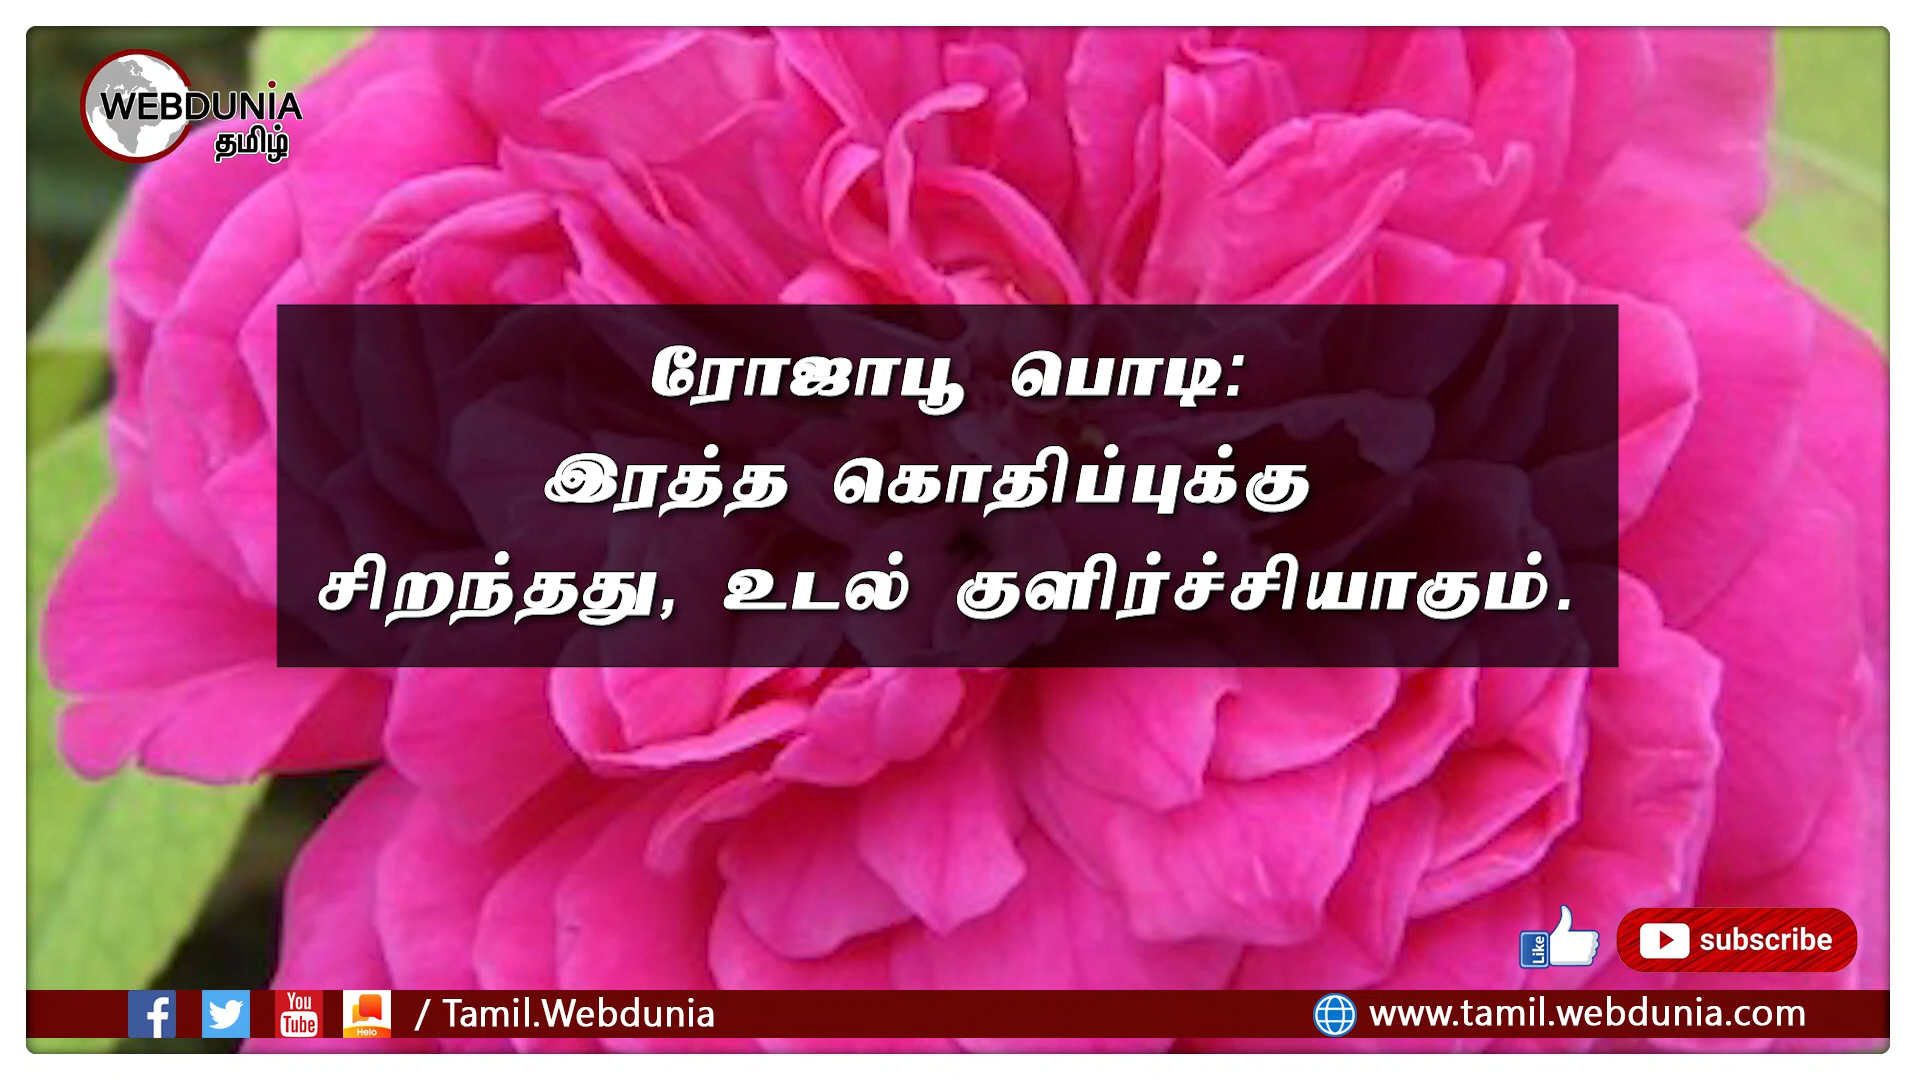 WEBDUNIA
தமிழ்
ரோஜாபூ பொடி:
இரத்த கொதிப்புக்கு
சிறந்தது, உடல் குளிர்ச்சியாகும்.
Like
subscribe
You
Tube
Helo
/ Tamil.Webdunia
www.tamil.webdunia.com